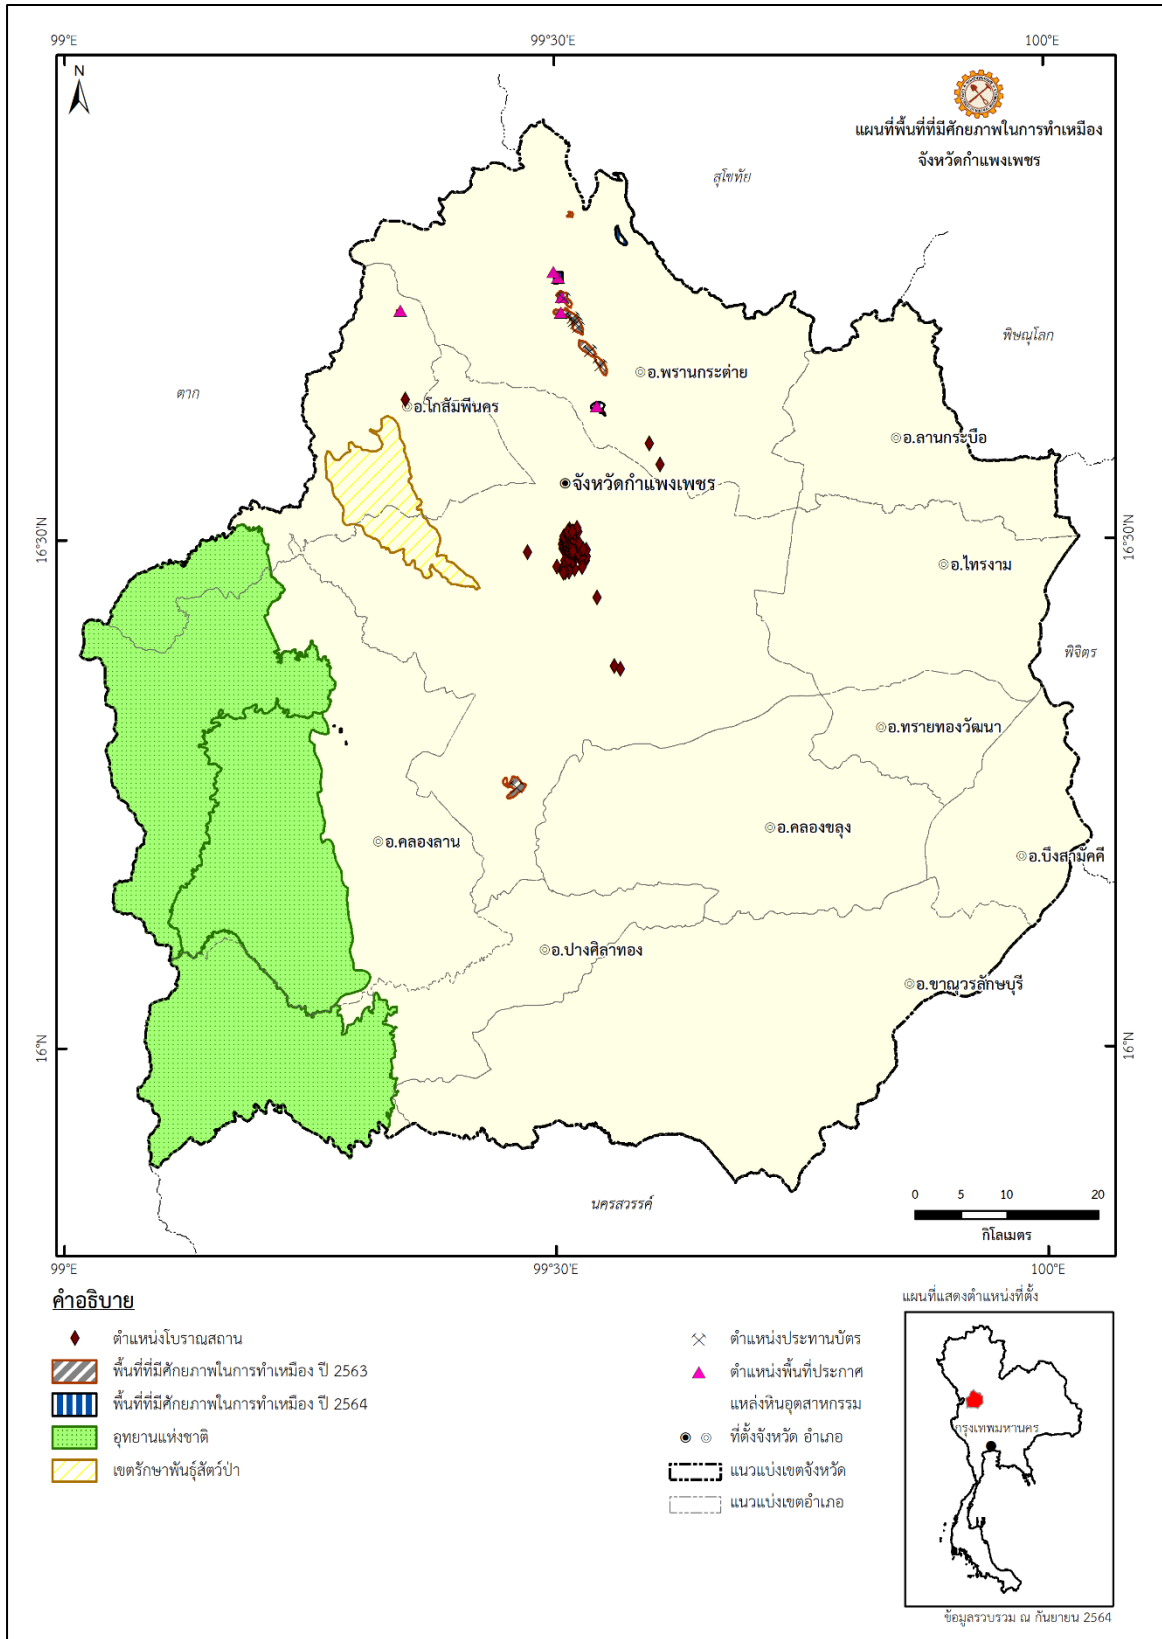 99°E
99°30'E
100°E
N
แผนที่พื้นที่ที่มีศักยภาพในการทำเหมือง
จังหวัดกำแพงเพชร
สุโขทัย
พิษณุโลก
ตาก
อ.พรานกระต่าย
อ.โกสัมพีนคร
อ.ลานกระบือ
จังหวัดกำแพงเพชร
16°30'N
16°30'N
อ.ไทรงาม
พิจิตร
อ.ทรายทองวัฒนา
อ.คลองลาน
อ.คลองขลุง
อ.บึงสามัคคี
อ.ปางศิลาทอง
อ.ขาณุวรลักษบุรี
16°N
16°N
นครสวรรค์
0 5 10 20
กิโลเมตร
99°E
99°30'E
100°E
คำอธิบาย
ตำแหน่งโบราณสถาน
พื้นที่ที่มีศักยภาพในการทำเหมือง ปี 2563
พื้นที่ที่มีศักยภาพในการทำเหมือง ปี 2564
อุทยานแห่งชาติ
เขตรักษาพันธุ์สัตว์ป่า
ตำแหน่งประทานบัตร
ตำแหน่งพื้นที่ประกาศ
แหล่งหินอุตสาหกรรม
ที่ตั้งจังหวัด อำเภอ
แนวแบ่งเขตจังหวัด
แนวแบ่งเขตอำเภอ
แผนที่แสดงตำแหน่งที่ตั้ง
กรุงเทพมหานคร
ข้อมูลรวบรวม ณ กันยายน 2564